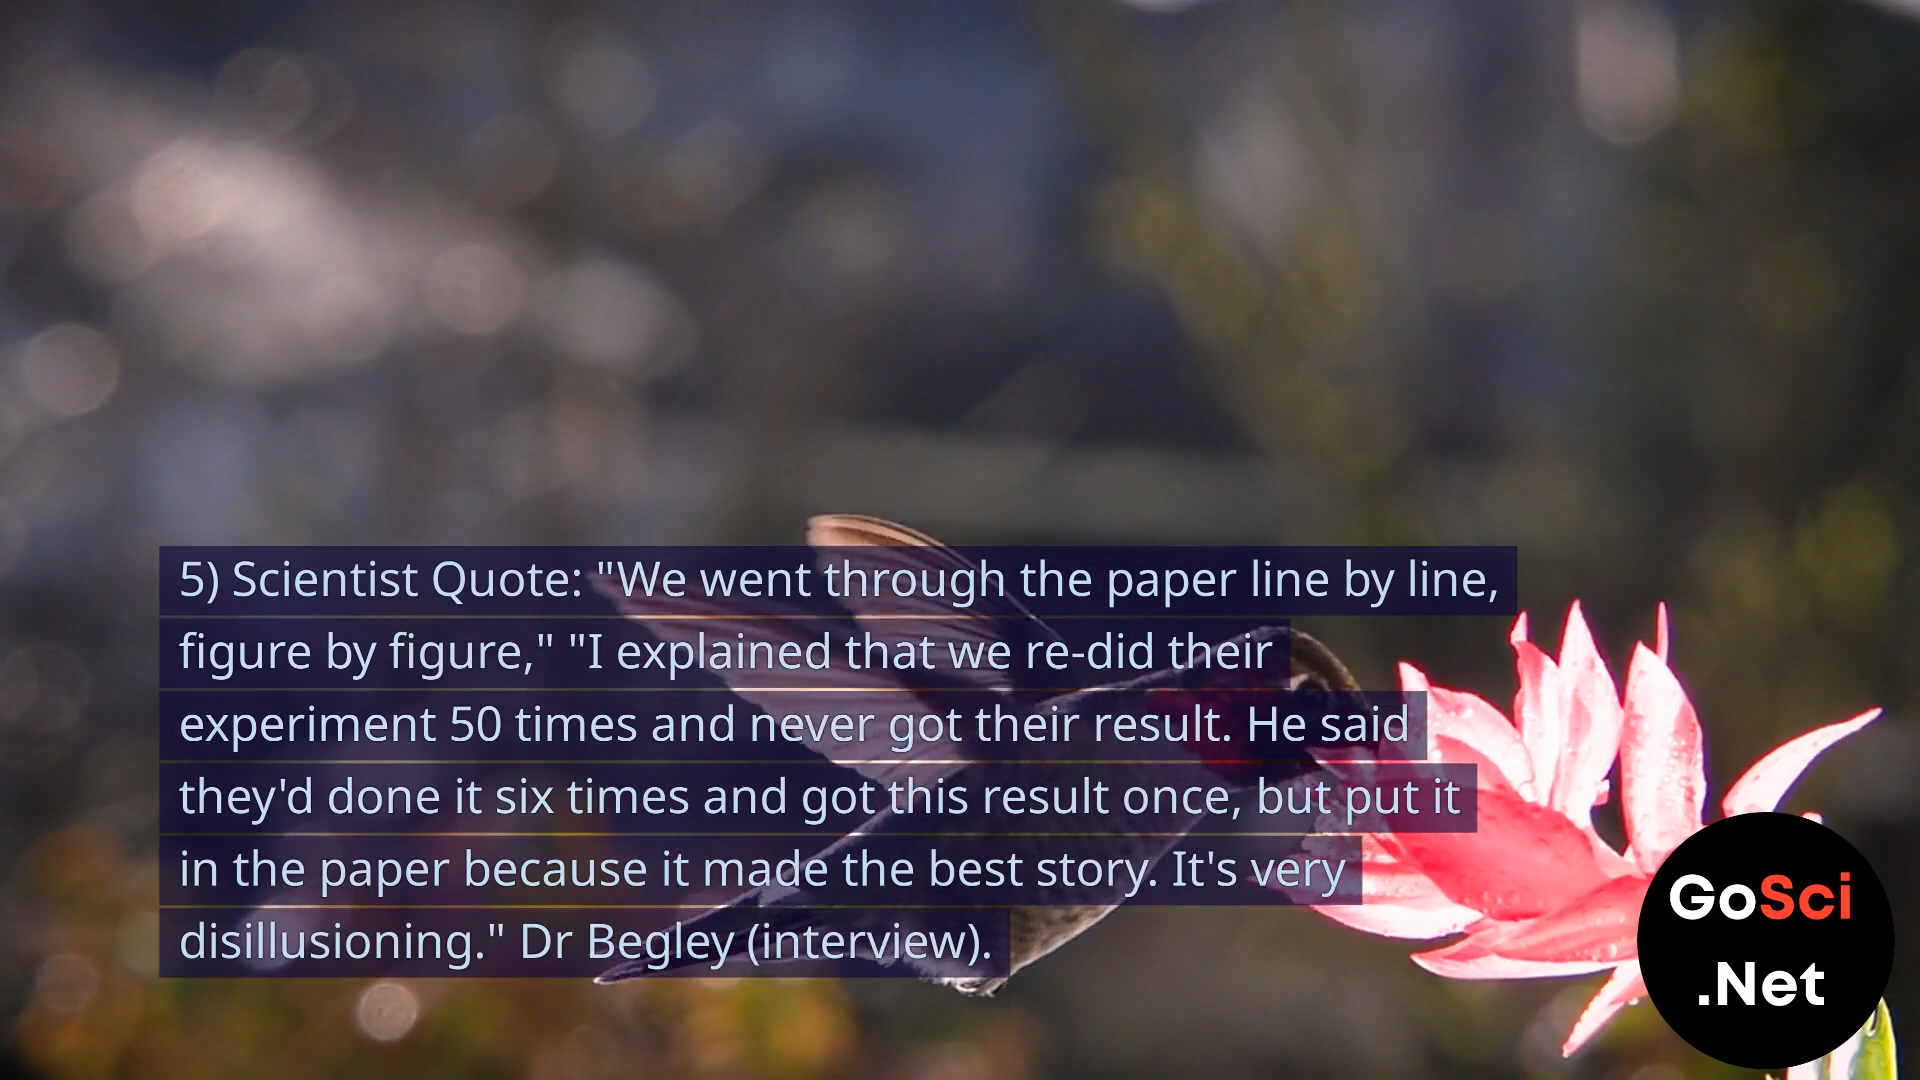 5) Scientist Quote: "We went through the paper line by line,
figure by figure," "I explained that we re-did their
experiment 50 times and never got their result. He said
they'd done it six times and got this result once, but put it
in the paper because it made the best story. It's very
disillusioning." Dr Begley (interview).
GoSci
.Net